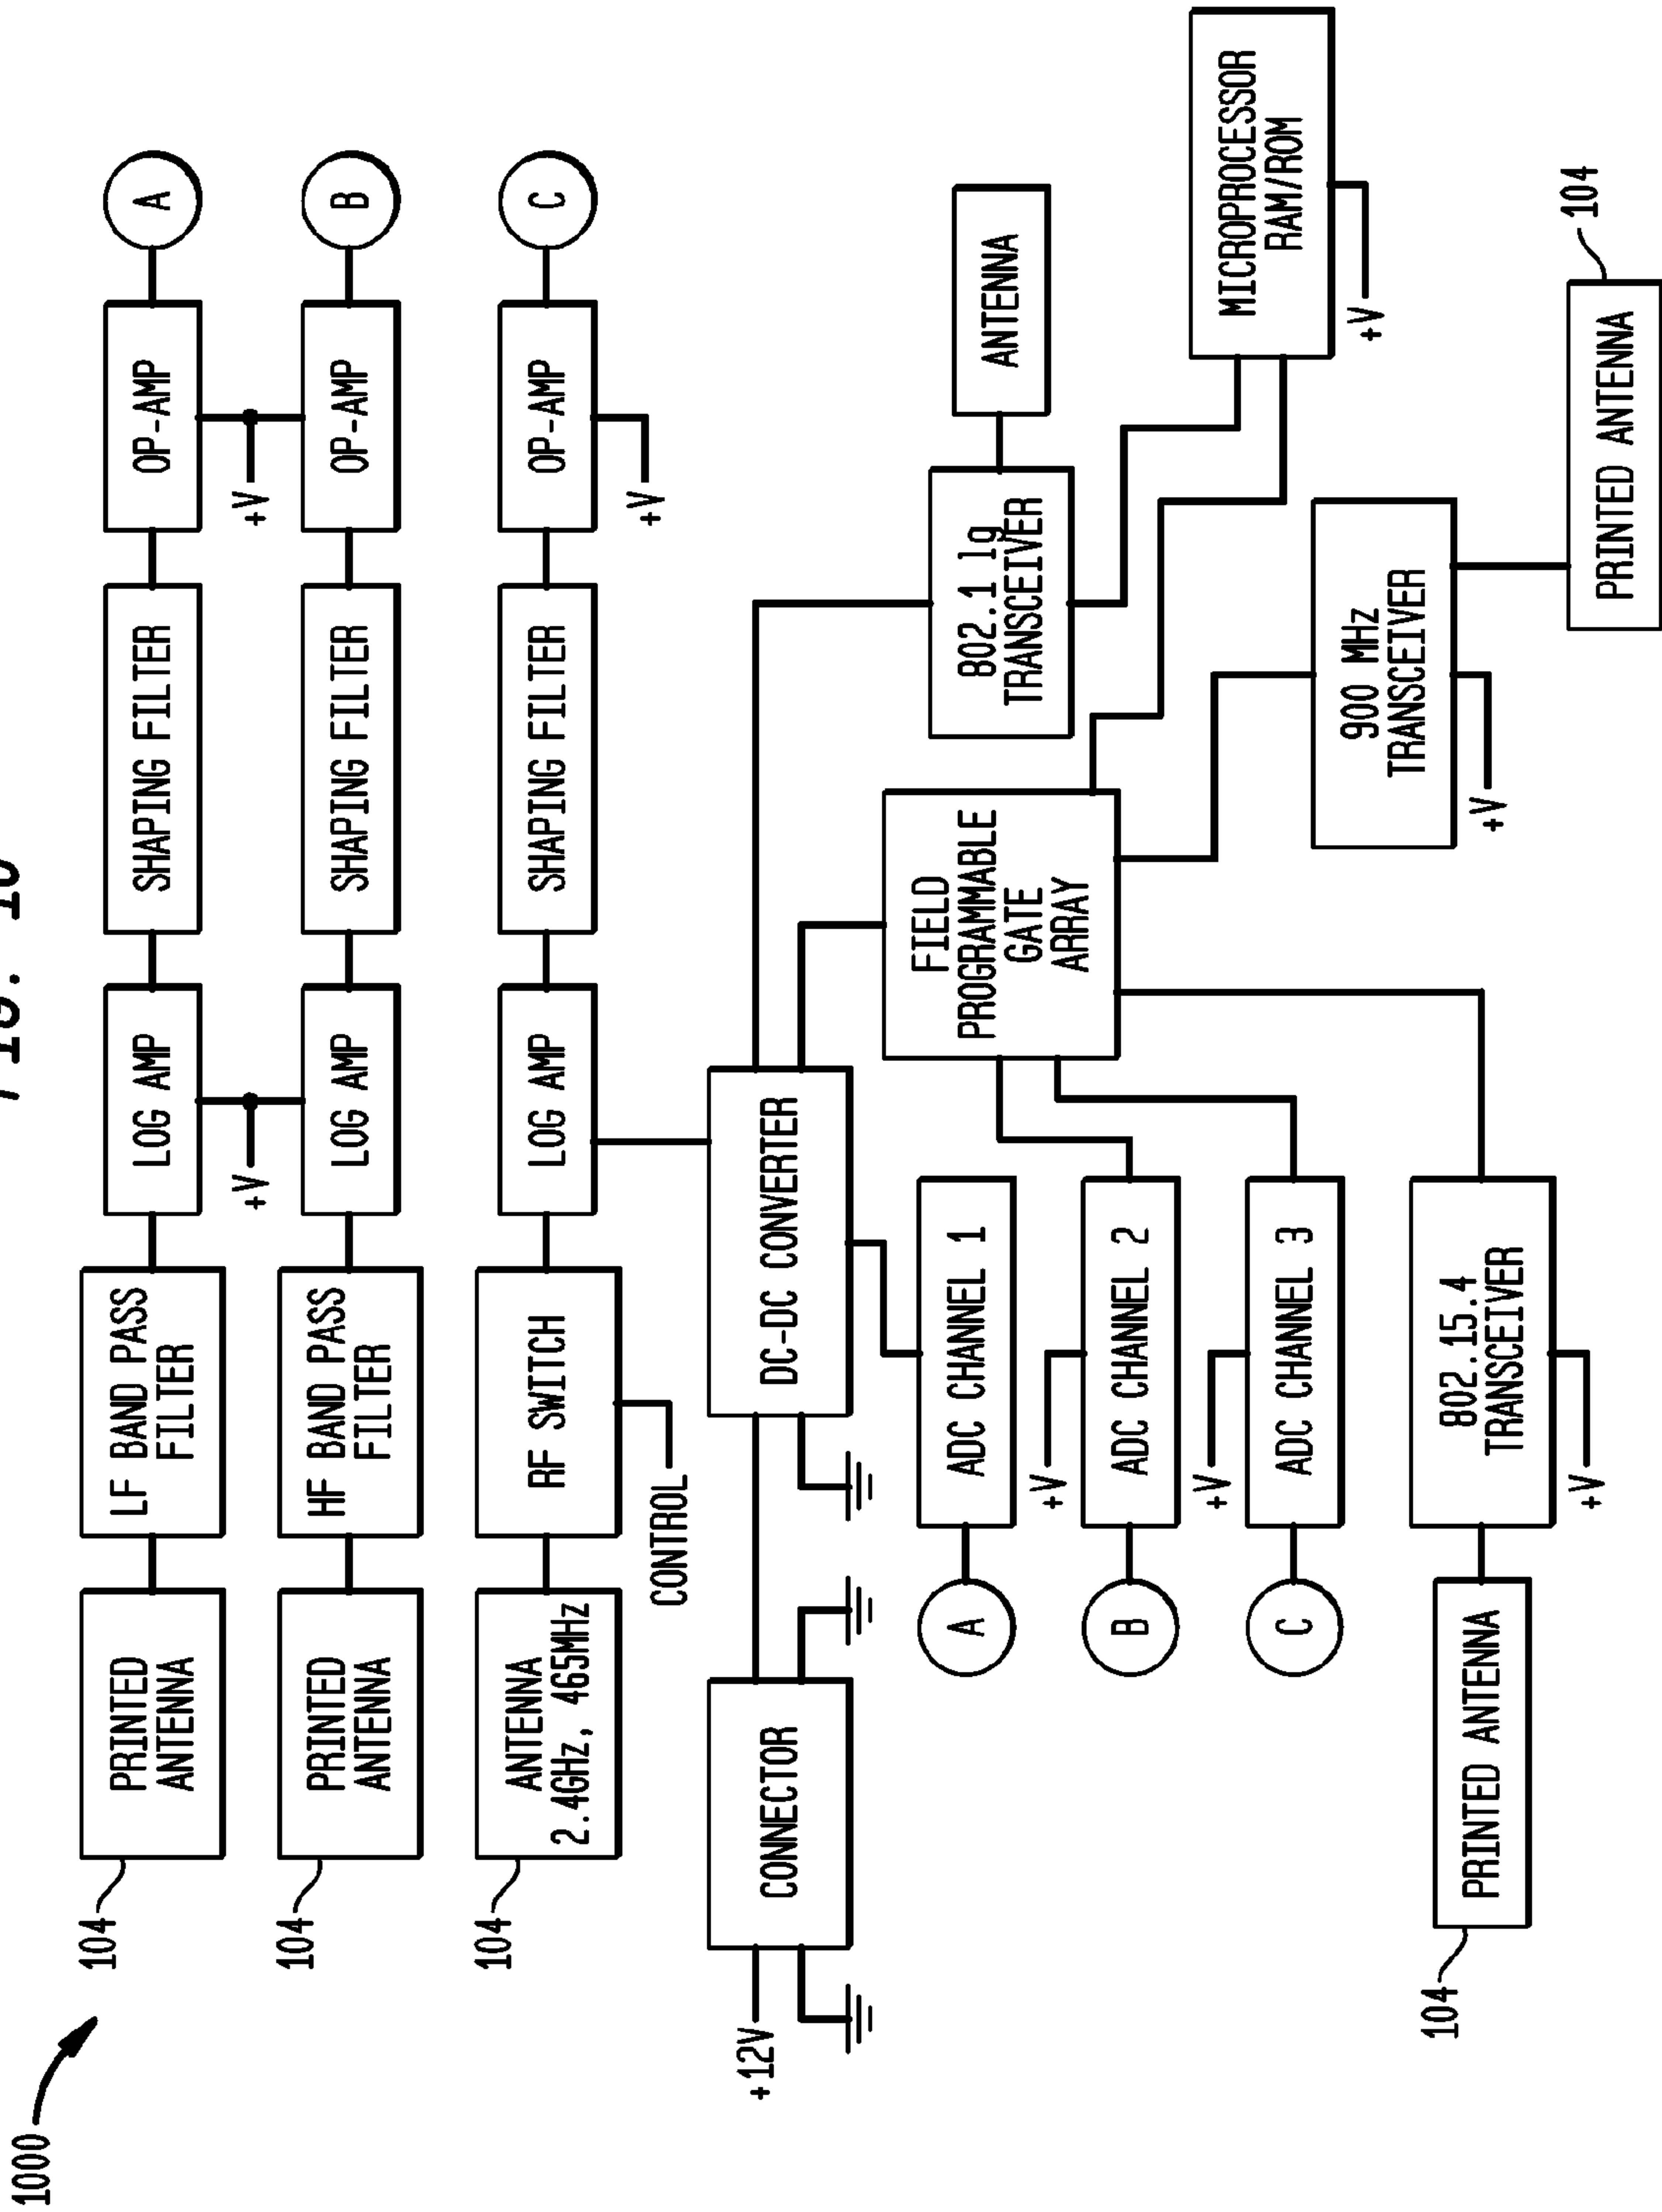 FIG. 10
1000
104
PRINTED
ANTENNA
LF BAND PASS
FILTER
LOG AMP
SHAPING FILTER
OP-AMP
A
+V
+V
104
PRINTED
ANTENNA
HF BAND PASS
FILTER
LOG AMP
SHAPING FILTER
OP-AMP
B
104
ANTENNA
2.4GHz, 465MHz
RF SWITCH
LOG AMP
SHAPING FILTER
OP-AMP
C
CONTROL
+V
+12V
CONNECTOR
DC-DC CONVERTER
802.1 lg
TRANSCEIVER
ANTENNA
FIELD
PROGRAMMABLE
GATE
ARRAY
MICROPROCESSOR
RAM/ROM
+V
A
ADC CHANNEL 1
+V
B
ADC CHANNEL 2
+V
C
ADC CHANNEL 3
900 MHz
TRANSCEIVER
+V
104
PRINTED ANTENNA
802.15.4
TRANSCEIVER
+V
104
PRINTED ANTENNA